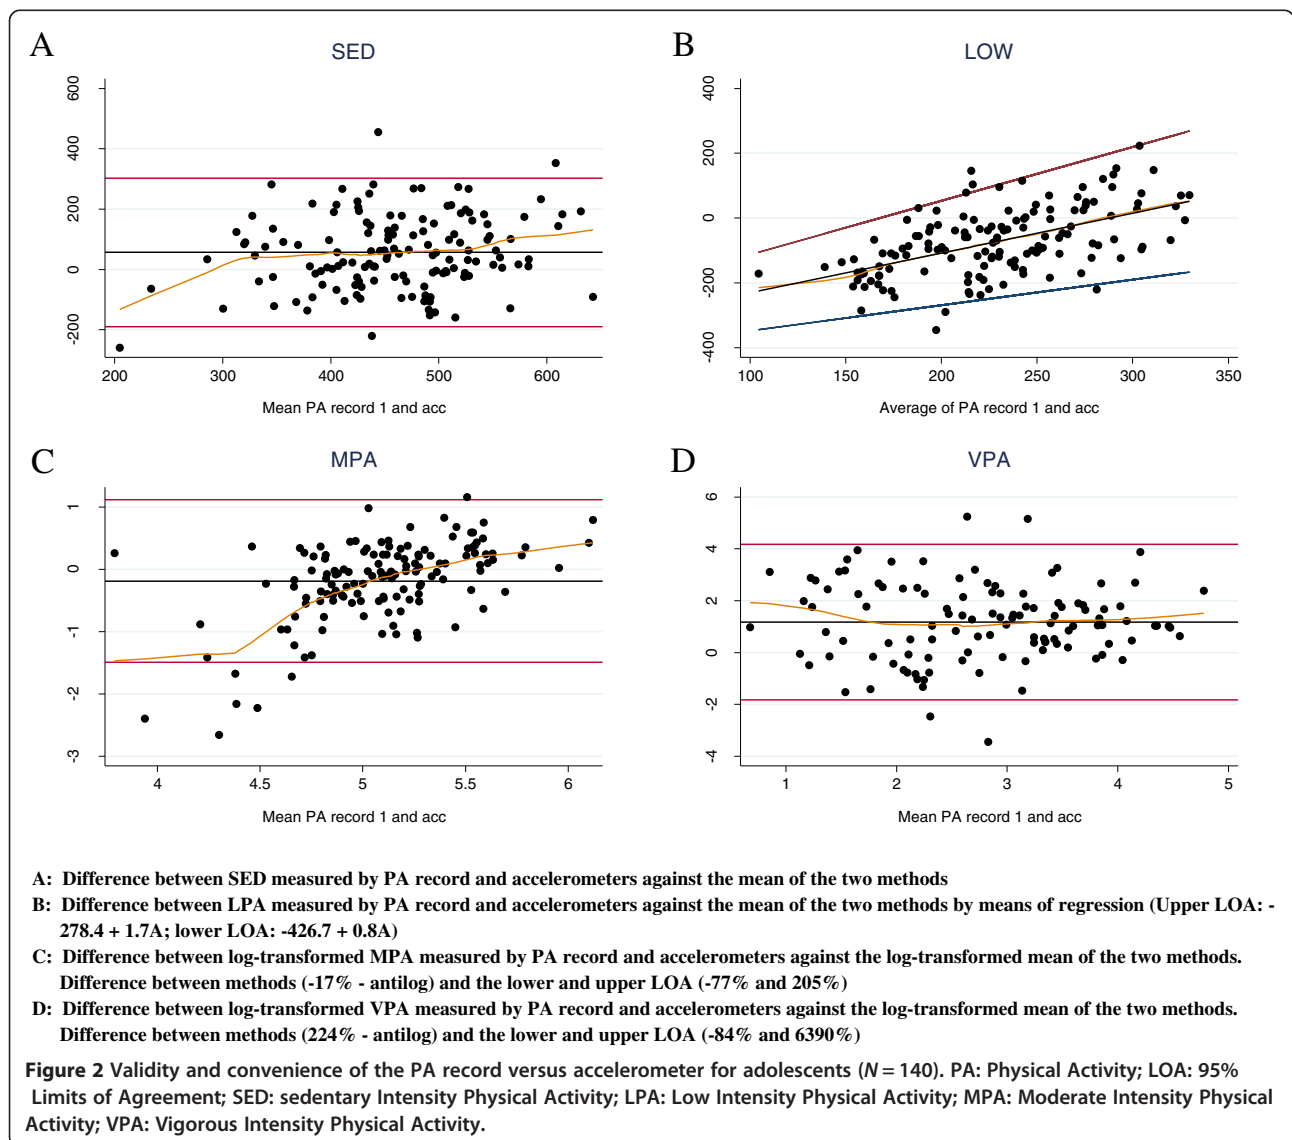 A
SED
600
400
200
0
200
200
300
400
500
600
Mean PA record 1 and acc
B
LOW
400
200
0
-200
-400
100
150
200
250
300
350
Average of PA record 1 and acc
C
MPA
1
0
-1
-2
-3
4
4.5
5
5.5
6
Mean PA record 1 and acc
D
VPA
6
4
2
0
-2
-4
1
2
3
4
5
Mean PA record 1 and acc
A: Difference between SED measured by PA record and accelerometers against the mean of the two methods
B: Difference between LPA measured by PA record and accelerometers against the mean of the two methods by means of regression (Upper LOA: -
278.4 + 1.7A; lower LOA: -426.7 + 0.8A)
C: Difference between log-transformed MPA measured by PA record and accelerometers against the log-transformed mean of the two methods.
Difference between methods (-17% - antilog) and the lower and upper LOA (-77% and 205%)
D: Difference between log-transformed VPA measured by PA record and accelerometers against the log-transformed mean of the two methods.
Difference between methods (224% - antilog) and the lower and upper LOA (-84% and 6390%)
Figure 2 Validity and convenience of the PA record versus accelerometer for adolescents (N = 140). PA: Physical Activity; LOA: 95%
Limits of Agreement; SED: sedentary Intensity Physical Activity; LPA: Low Intensity Physical Activity; MPA: Moderate Intensity Physical
Activity; VPA: Vigorous Intensity Physical Activity.